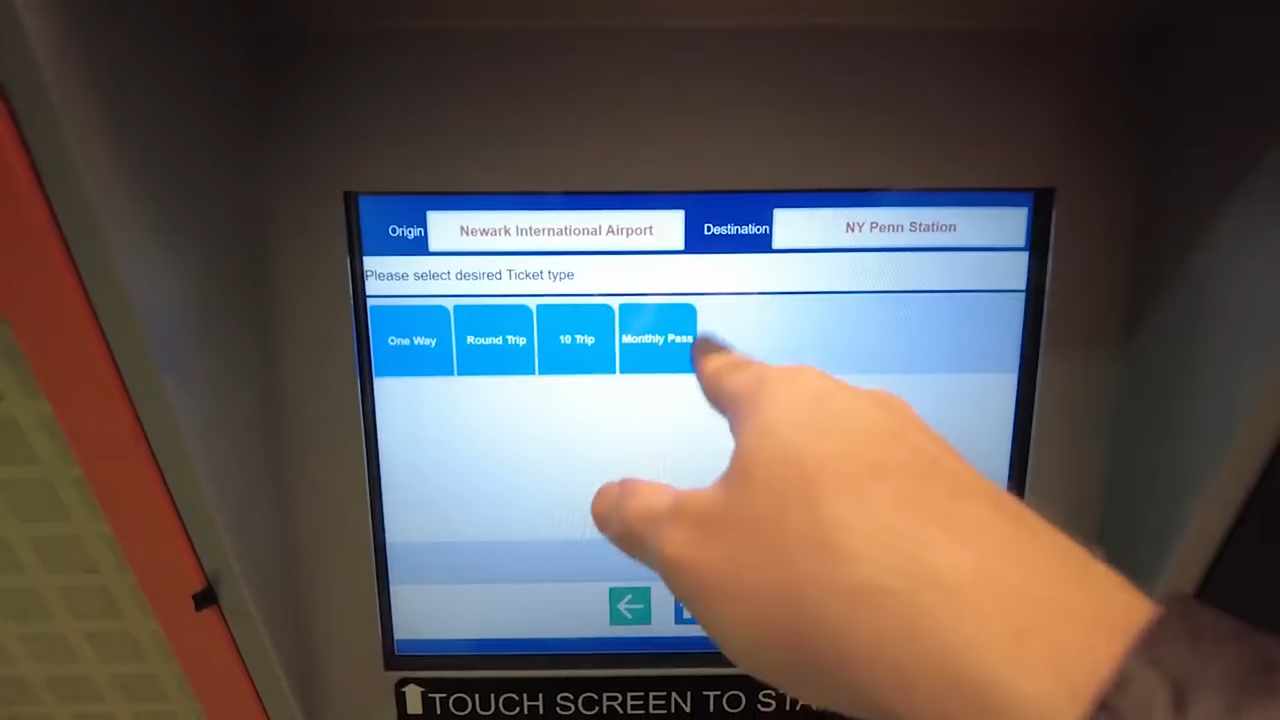 Origin Newark International Airport Destination NY Penn Station
Please select desired Ticket type
One Way Round Trip 10 Trip Monthly Pass
TOUCH SCREEN TO